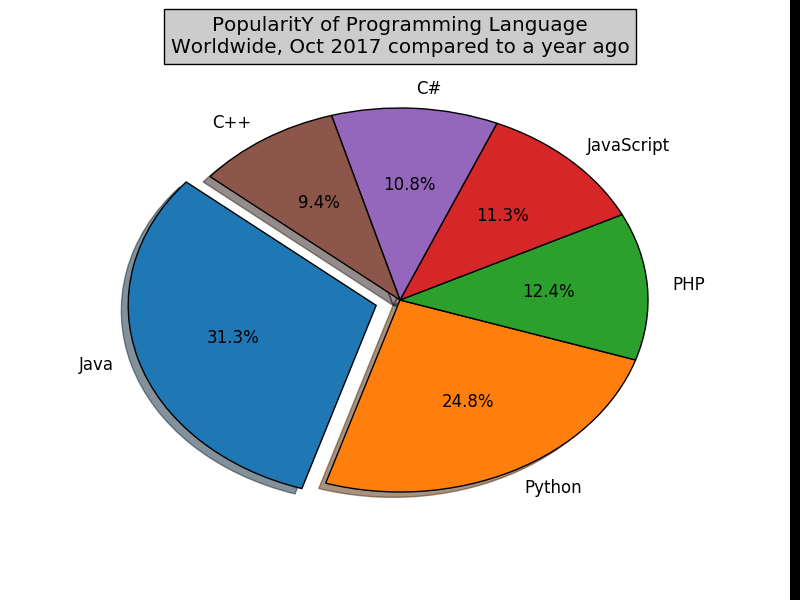 PopularitY of Programming Language
Worldwide, Oct 2017 compared to a year ago
C#
C++
JavaScript
10.8%
9.4%
11.3%
PHP
12.4%
31.3%
Java
24.8%
Python